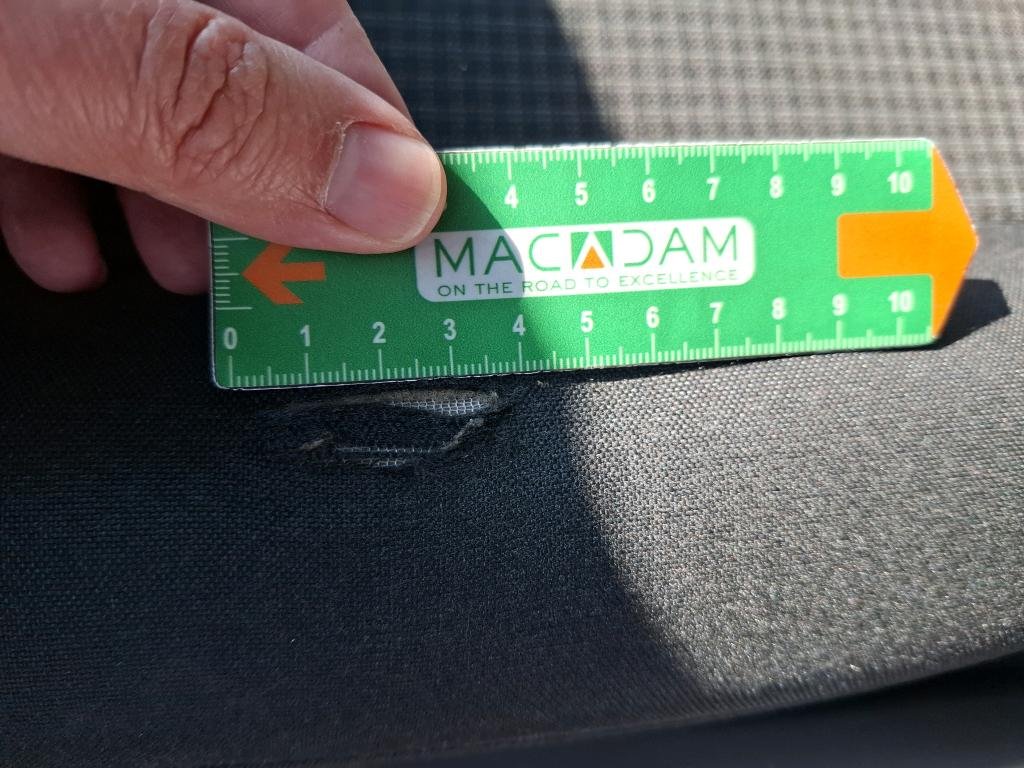 4 5 6 7 8 9 10
MACADAM
ON THE ROAD TO EXCELLENCE
0 1 2 3 4 5 6 7 8 9 10